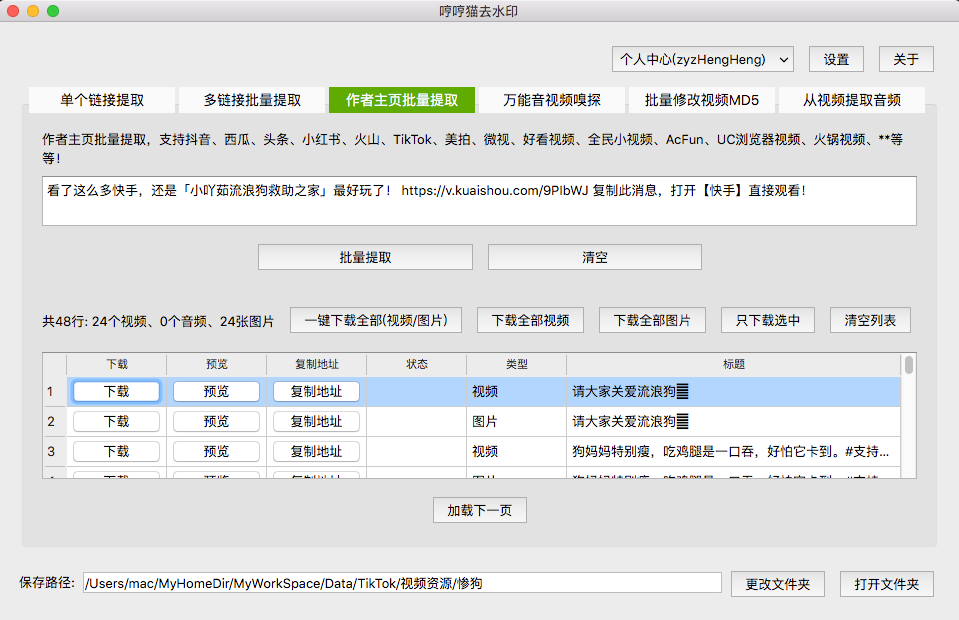 哼哼猫去水印
个人中心(zyzHengHeng) 设置 关于
单个链接提取 多链接批量提取 作者主页批量提取 万能音视频嗅探 批量修改视频MD5 从视频提取音频
作者主页批量提取，支持抖音、西瓜、头条、小红书、火山、TikTok、美拍、微视、好看视频、全民小视频、AcFun、UC浏览器视频、火锅视频、**等
等！
看了这么多快手，还是「小吖茹流浪狗救助之家」最好玩了！ https://v.kuaishou.com/9PIbWJ 复制此消息，打开【快手】直接观看！
批量提取 清空
共48行: 24个视频、0个音频、24张图片 一键下载全部(视频/图片) 下载全部视频 下载全部图片 只下载选中 清空列表
下载 预览 复制地址 状态 类型 标题
1 下载 预览 复制地址 视频 请大家关爱流浪狗
2 下载 预览 复制地址 图片 请大家关爱流浪狗
3 下载 预览 复制地址 视频 狗妈妈特别瘦，吃鸡腿是一口吞，好怕它卡到。#支持...
加载下一页
保存路径: /Users/mac/MyHomeDir/MyWorkSpace/Data/TikTok/视频资源/惨狗 更改文件夹 打开文件夹